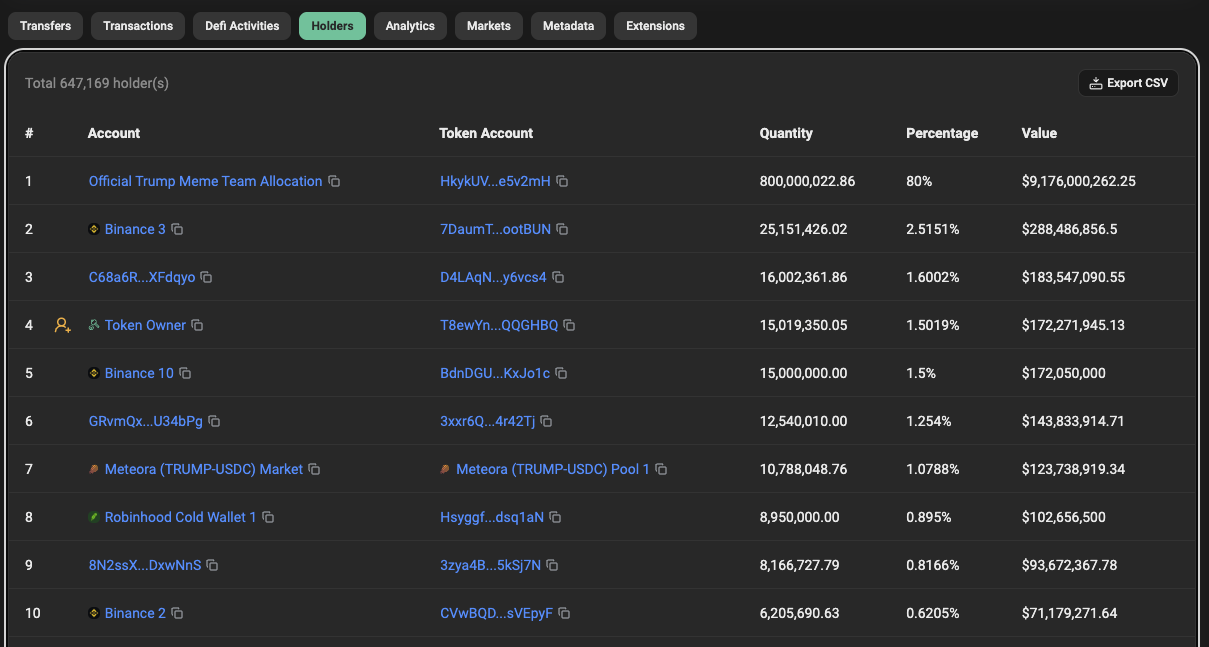 Transfers Transactions Defi Activities Holders Analytics Markets Metadata Extensions
Total 647,169 holder(s) Export CSV
# Account Token Account Quantity Percentage Value
1 Official Trump Meme Team Allocation HkykUV...e5v2mH 800,000,022.86 80% $9,176,000,262.25
2 Binance 3 7DaumT...ootBUN 25,151,426.02 2.5151% $288,486,856.5
3 C68a6R...XFdqyo D4LAqN...y6vcs4 16,002,361.86 1.6002% $183,547,090.55
4 Token Owner T8ewYn...QQGHBQ 15,019,350.05 1.5019% $172,271,945.13
5 Binance 10 BdnDGU...KxJo1c 15,000,000.00 1.5% $172,050,000
6 GRvmQx...U34bPg 3xxr6Q...4r42Tj 12,540,010.00 1.254% $143,833,914.71
7 Meteora (TRUMP-USDC) Market Meteora (TRUMP-USDC) Pool 1 10,788,048.76 1.0788% $123,738,919.34
8 Robinhood Cold Wallet 1 Hsyggf...dsq1aN 8,950,000.00 0.895% $102,656,500
9 8N2ssX...DxwNnS 3zya4B...5kSj7N 8,166,727.79 0.8166% $93,672,367.78
10 Binance 2 CVwBQD...sVEpyF 6,205,690.63 0.6205% $71,179,271.64